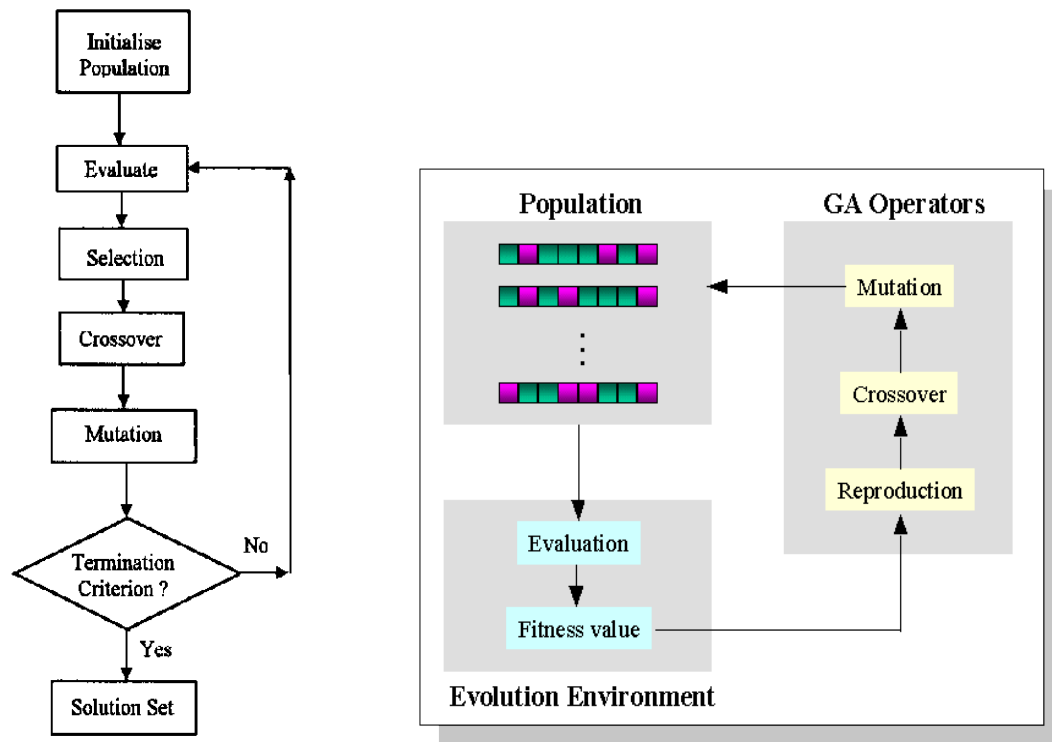 Initialise
Population
Evaluate
Selection
Crossover
Mutation
Termination
Criterion ?
No
Yes
Solution Set
Population
GA Operators
Mutation
Crossover
Reproduction
Evaluation
Fitness value
Evolution Environment